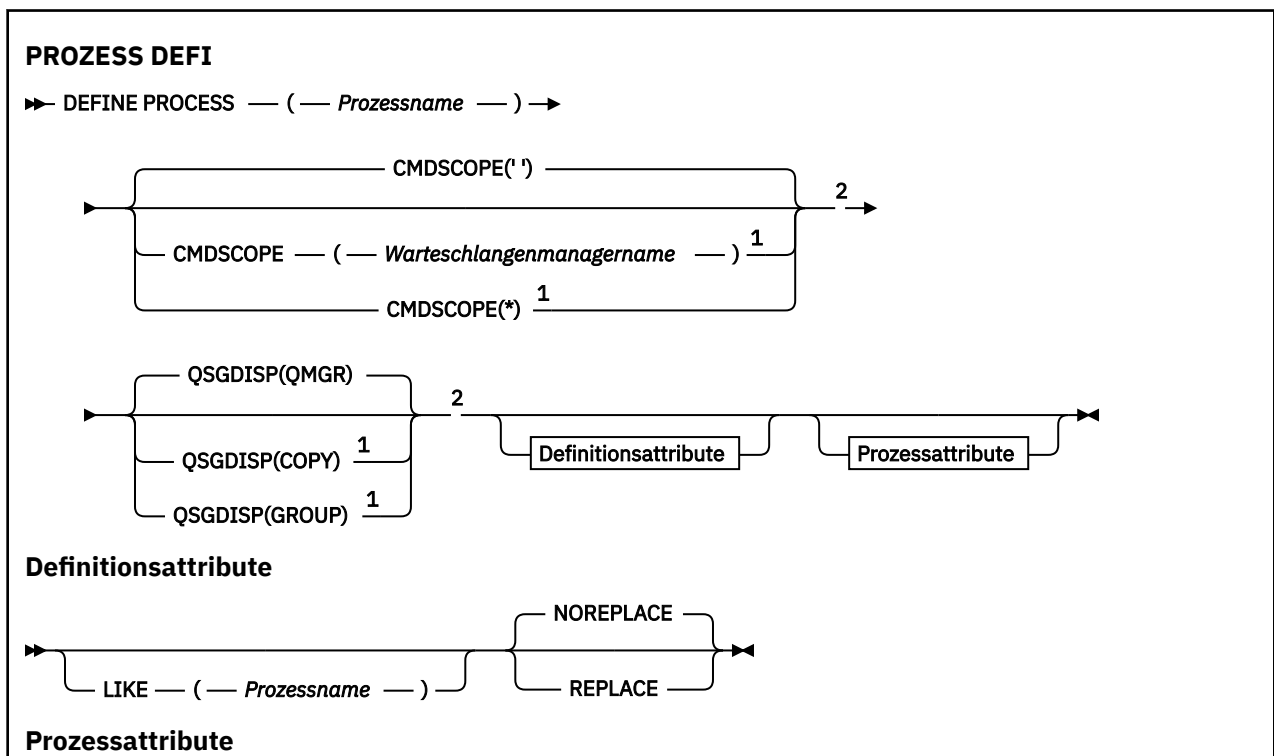 PROZESS DEFI
DEFINE PROCESS ( Prozessname )
CMDSCOPE(' ')
2
CMDSCOPE ( Warteschlangenmanagername ) 1
CMDSCOPE(*) 1
QSGDISP(QMGR)
2
QSGDISP(COPY) 1
Definitionsattribute
Prozessattribute
QSGDISP(GROUP) 1
Definitionsattribute
NOREPLACE
LIKE ( Prozessname )
REPLACE
Prozessattribute